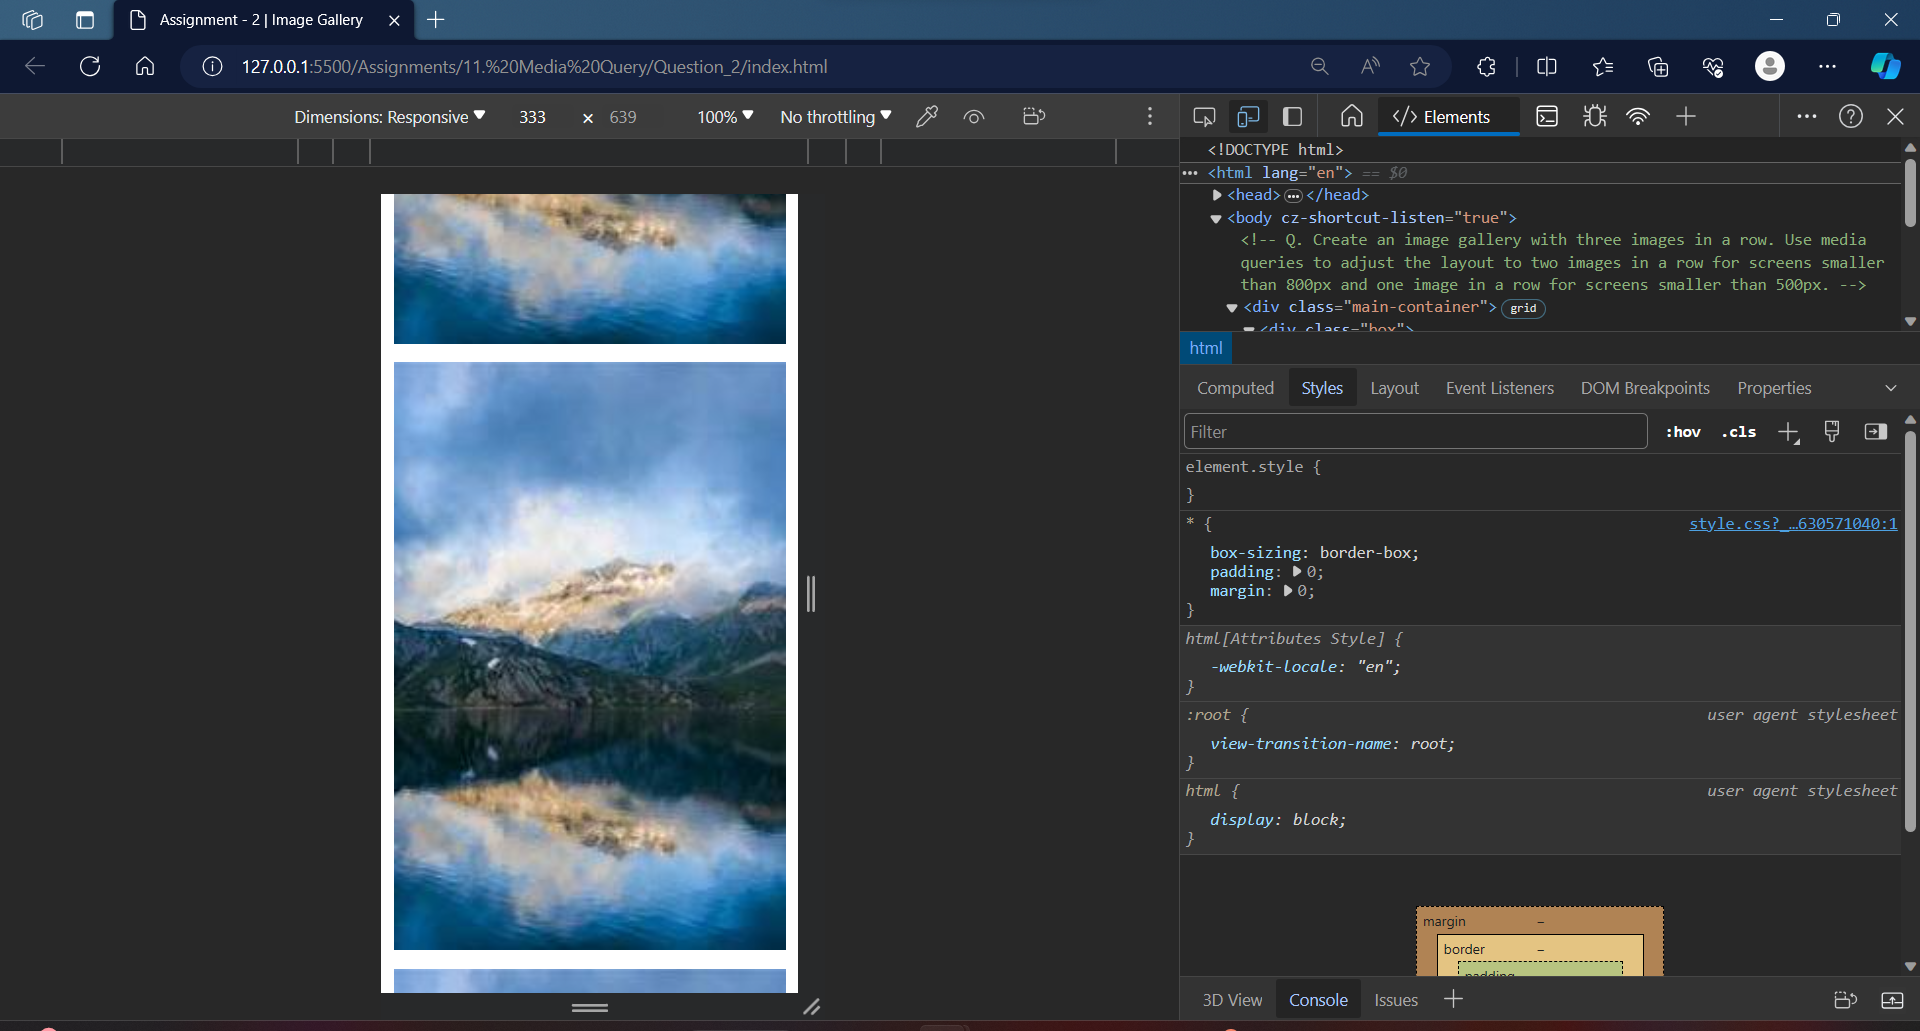 Assignment - 2 | Image Gallery
127.0.0.1:5500/Assignments/11.%20Media%20Query/Question_2/index.html
Dimensions: Responsive 333 × 639 100% No throttling
Elements
<!DOCTYPE html>
<html lang="en"> == $0
<head> </head>
<body cz-shortcut-listen="true">
<!-- Q. Create an image gallery with three images in a row. Use media
queries to adjust the layout to two images in a row for screens smaller
than 800px and one image in a row for screens smaller than 500px. -->
<div class="main-container"> grid
<div class="box">
html
Computed Styles Layout Event Listeners DOM Breakpoints Properties
Filter :hov .cls
element.style {
}
* { style.css?_…630571040:1
box-sizing: border-box;
padding: 0;
margin: 0;
}
html[Attributes Style] {
-webkit-locale: "en";
}
:root { user agent stylesheet
view-transition-name: root;
}
html { user agent stylesheet
display: block;
}
margin –
border –
padding
3D View Console Issues